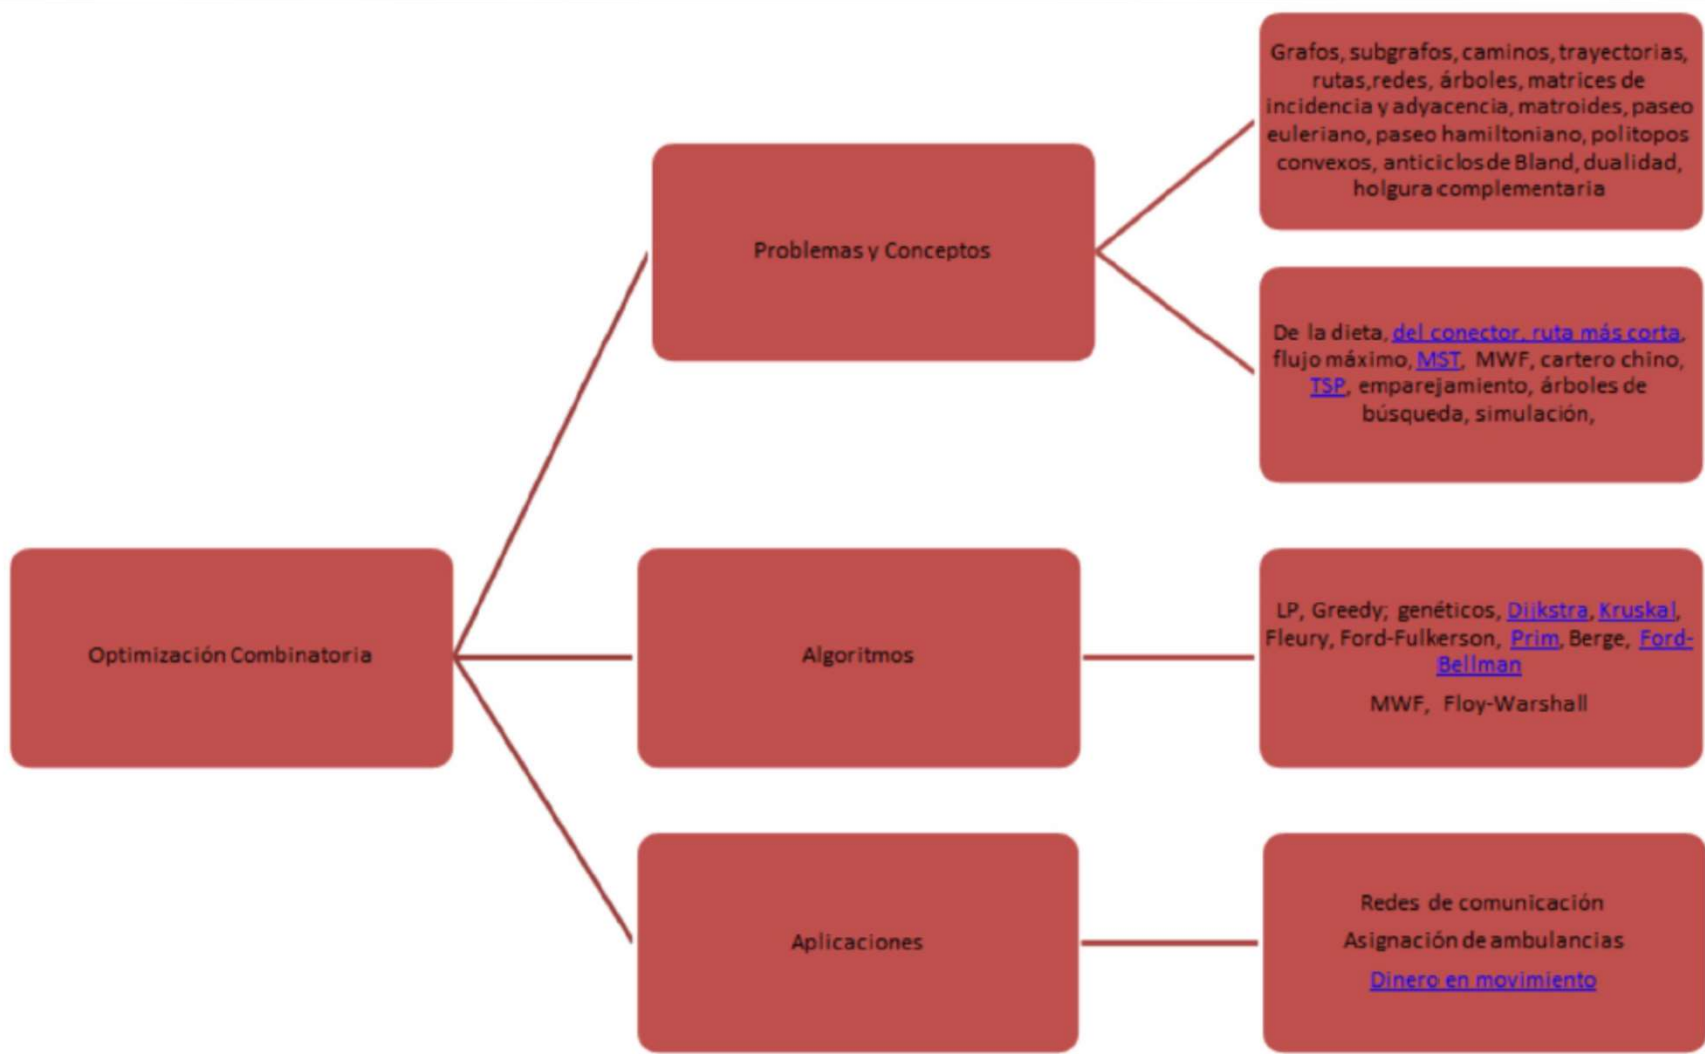 Grafos, subgrafos, caminos, trayectorias,
rutas,redes, árboles, matrices de
incidencia y adyacencia, matroides, paseo
euleriano, paseo hamiltoniano, politopos
convexos, anticiclos de Bland, dualidad,
holgura complementaria
Problemas y Conceptos
De la dieta, del conector, ruta más corta,
flujo máximo, MST, MWF, cartero chino,
TSP, emparejamiento, árboles de
búsqueda, simulación,
Optimización Combinatoria
Algoritmos
LP, Greedy; genéticos, Dijkstra, Kruskal,
Fleury, Ford-Fulkerson, Prim, Berge, Ford-
Bellman
MWF, Floy-Warshall
Aplicaciones
Redes de comunicación
Asignación de ambulancias
Dinero en movimiento